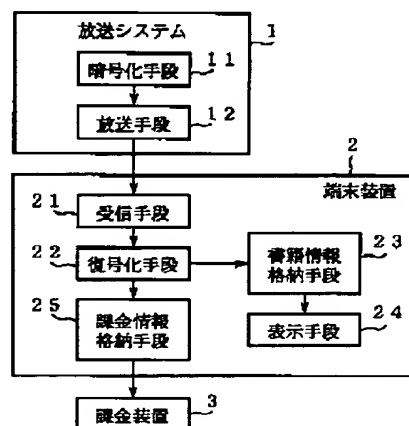 放送システム
1
暗号化手段
11
放送手段
12
2
端末装置
21
受信手段
22
復号化手段
23
書籍情報
格納手段
25
課金情報
格納手段
24
表示手段
3
課金装置